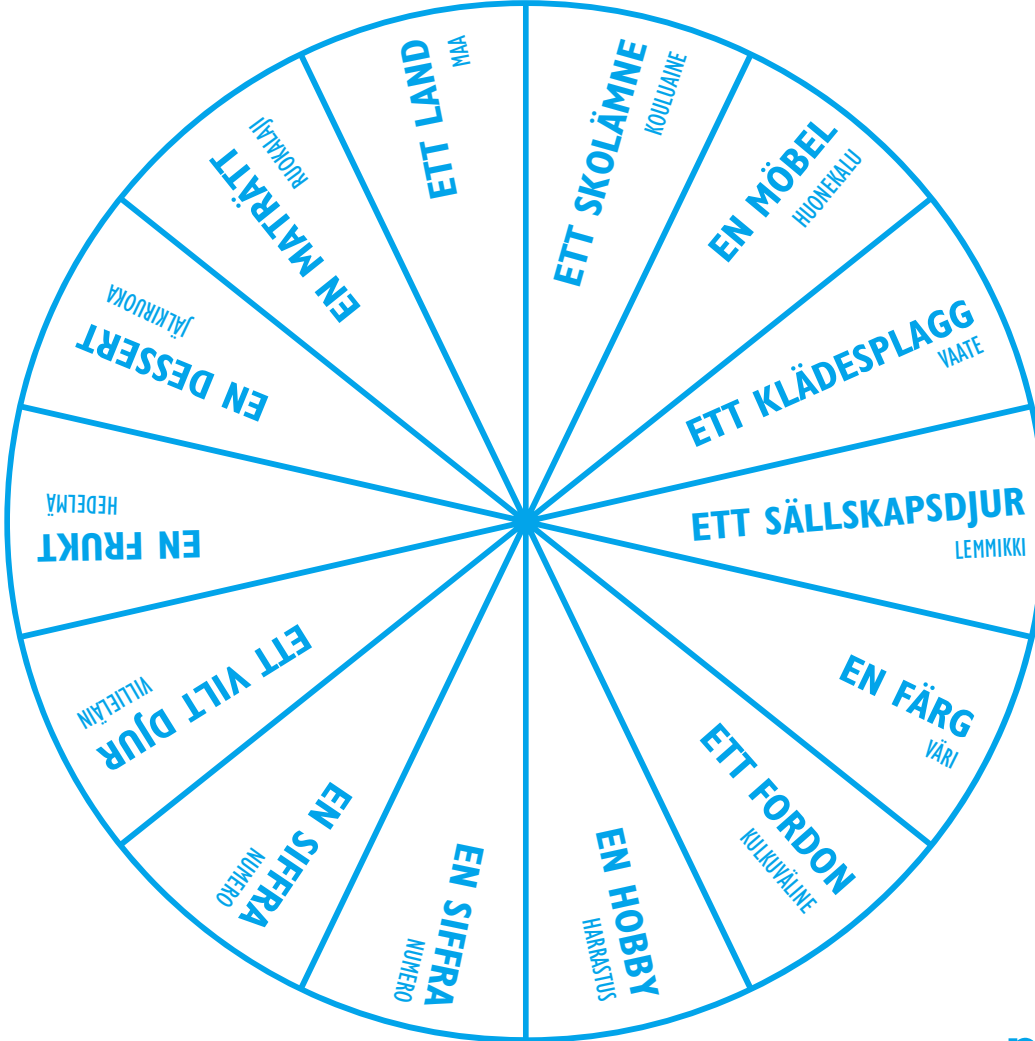 ETT SKOLÄMNE
KOULUAINE
EN MÖBEL
HUONEKALU
ETT KLÄDESPLAGG
VAATE
ETT SÄLLSKAPSDJUR
LEMMIKKI
EN FÄRG
VÄRI
ETT FORDON
KULKUVÄLINE
EN HOBBY
HARRASTUS
EN SIFFRA
NUMERO
EN SIFFRA
NUMERO
ETT VILT DJUR
VILLIELÄIN
EN FRUKT
HEDELMÄ
EN DESSERT
JÄLKIRUOKA
EN MATRÄTT
RUOKALAJI
ETT LAND
MAA